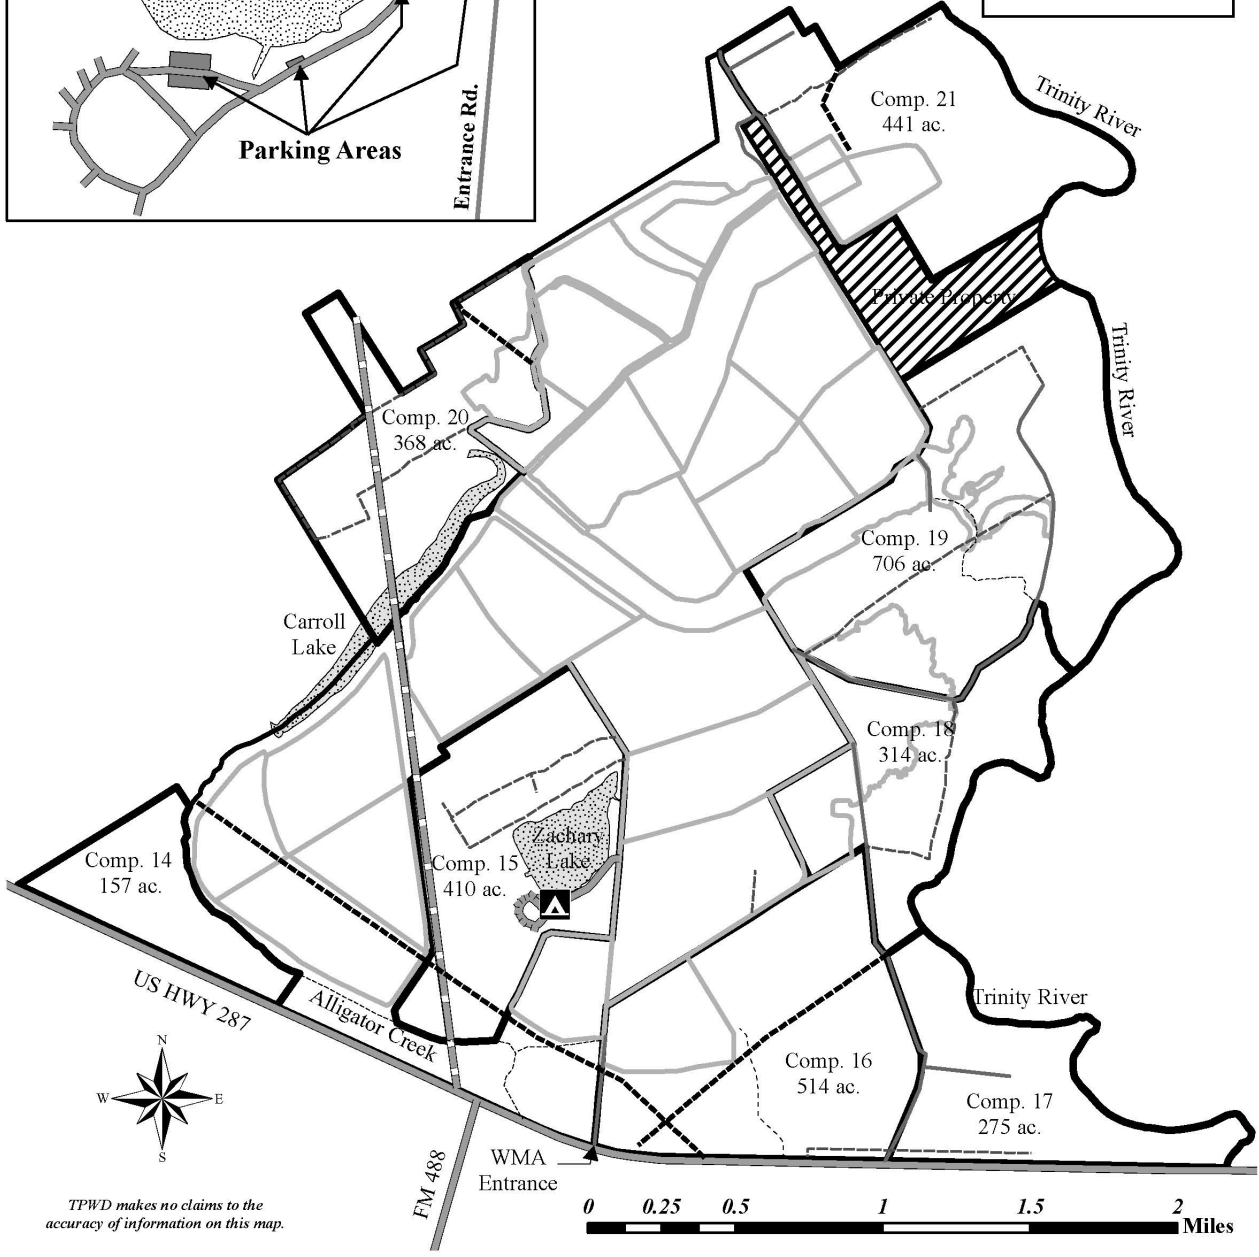 Parking Areas
Entrance Rd.
Comp. 21
441 ac.
Trinity River
Private Property
Trinity River
Comp. 20
368 ac.
Comp. 19
706 ac.
Carroll
Lake
Comp. 18
314 ac.
Zachary
Lake
Comp. 14
157 ac.
Comp. 15
410 ac.
US HWY 287
Alligator Creek
Trinity River
Comp. 16
514 ac.
Comp. 17
275 ac.
N
W
E
S
WMA
Entrance
FM 488
TPWD makes no claims to the
accuracy of information on this map.
0 0.25 0.5 1 1.5 2
Miles